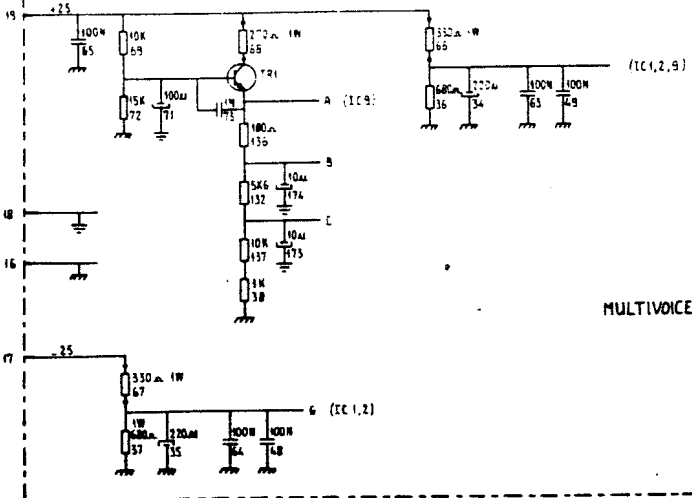 19 +25
100N
65
10K
69
270Ω 1W
68
TR1
330Ω 1W
66
(IC1,2,9)
15K
72
100µ
71
1N
73
A (IC9)
680Ω
36
220µ
34
100N
63
100N
49
180Ω
136
B
5K6
132
10µ
174
18
C
10K
137
10µ
173
16
1K
38
MULTIVOICE
17 -25
330Ω 1W
67
G (IC1,2)
1W
680Ω
37
220µ
35
100N
64
100N
48